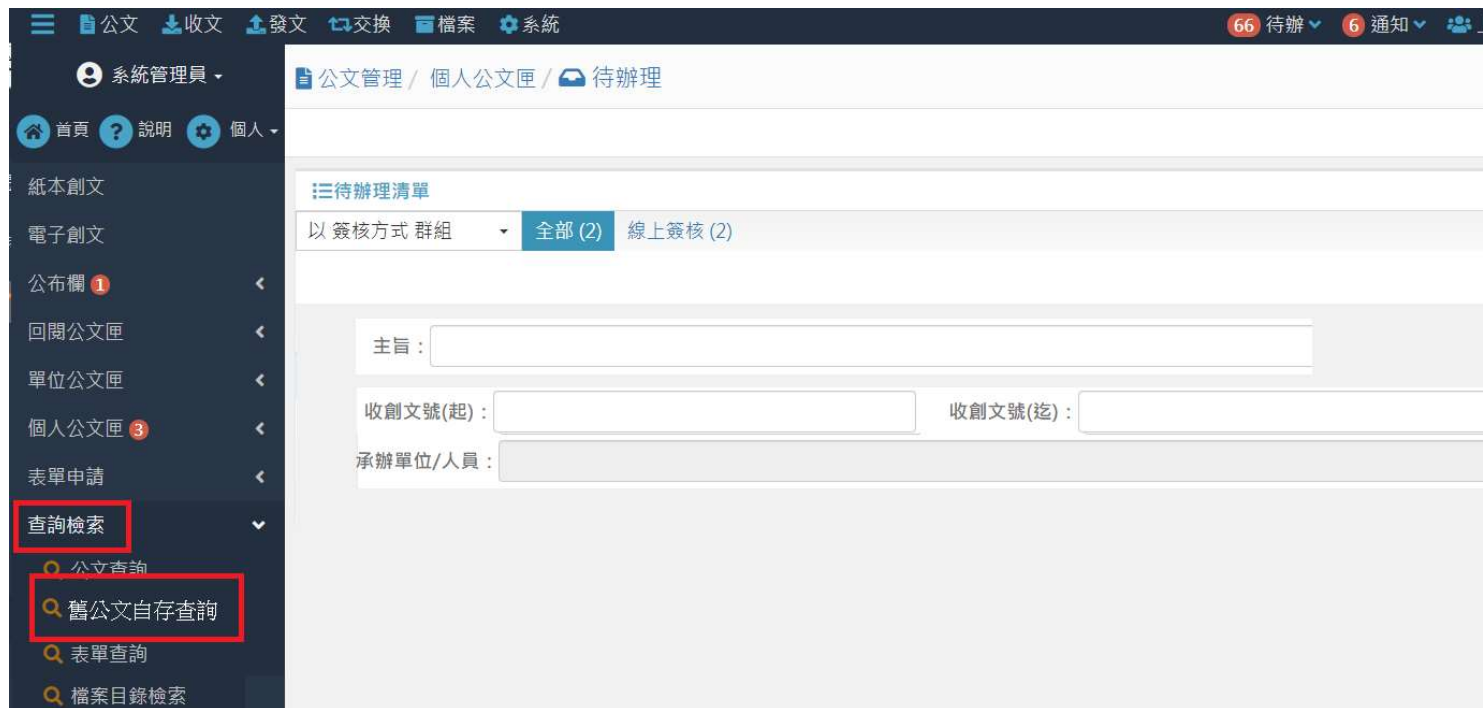 公文 收文 發文 交換 檔案 系統 66 待辦 6 通知
系統管理員
公文管理 / 個人公文匣 / 待辦理
首頁 ? 說明 個人
紙本創文
待辦理清單
以 簽核方式 群組 全部 (2) 線上簽核 (2)
電子創文
公布欄 1
回閱公文匣
主旨：
單位公文匣
收創文號(起)： 收創文號(迄)：
個人公文匣 3
承辦單位/人員：
表單申請
查詢檢索
公文查詢
舊公文自存查詢
表單查詢
檔案目錄檢索